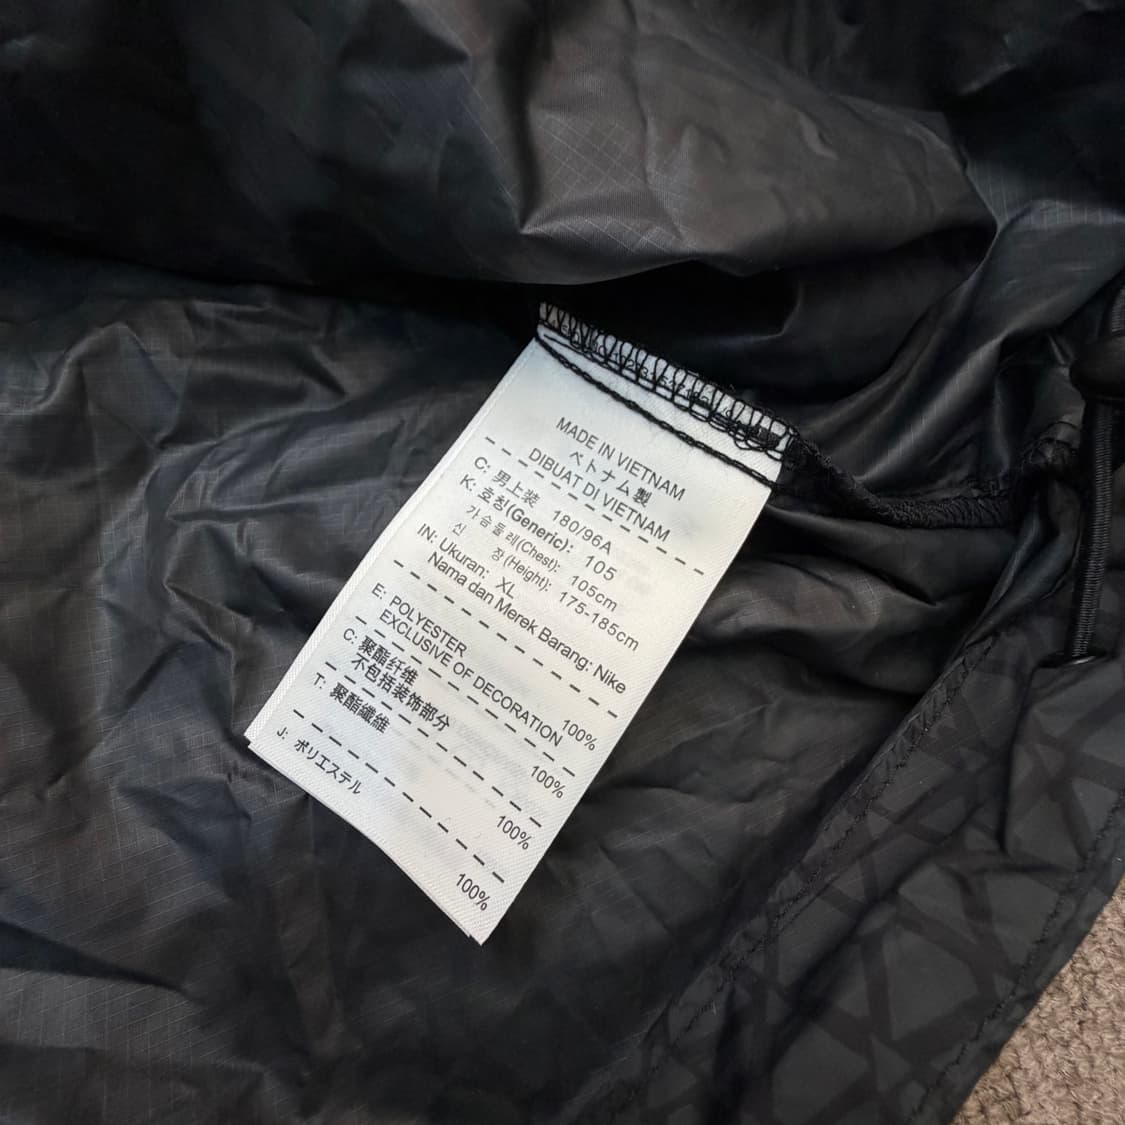 MADE IN VIETNAM
ベトナム製
DIBUAT DI VIETNAM
C: 男上装 180/96A
K: 호칭(Generic): 105
가슴둘레(Chest): 105cm
신 장(Height): 175-185cm
IN: Ukuran: XL
Nama dan Merek Barang: Nike
E: POLYESTER 100%
EXCLUSIVE OF DECORATION
C: 聚酯纤维 100%
不包括装饰部分
T: 聚酯纖維 100%
J: ポリエステル 100%